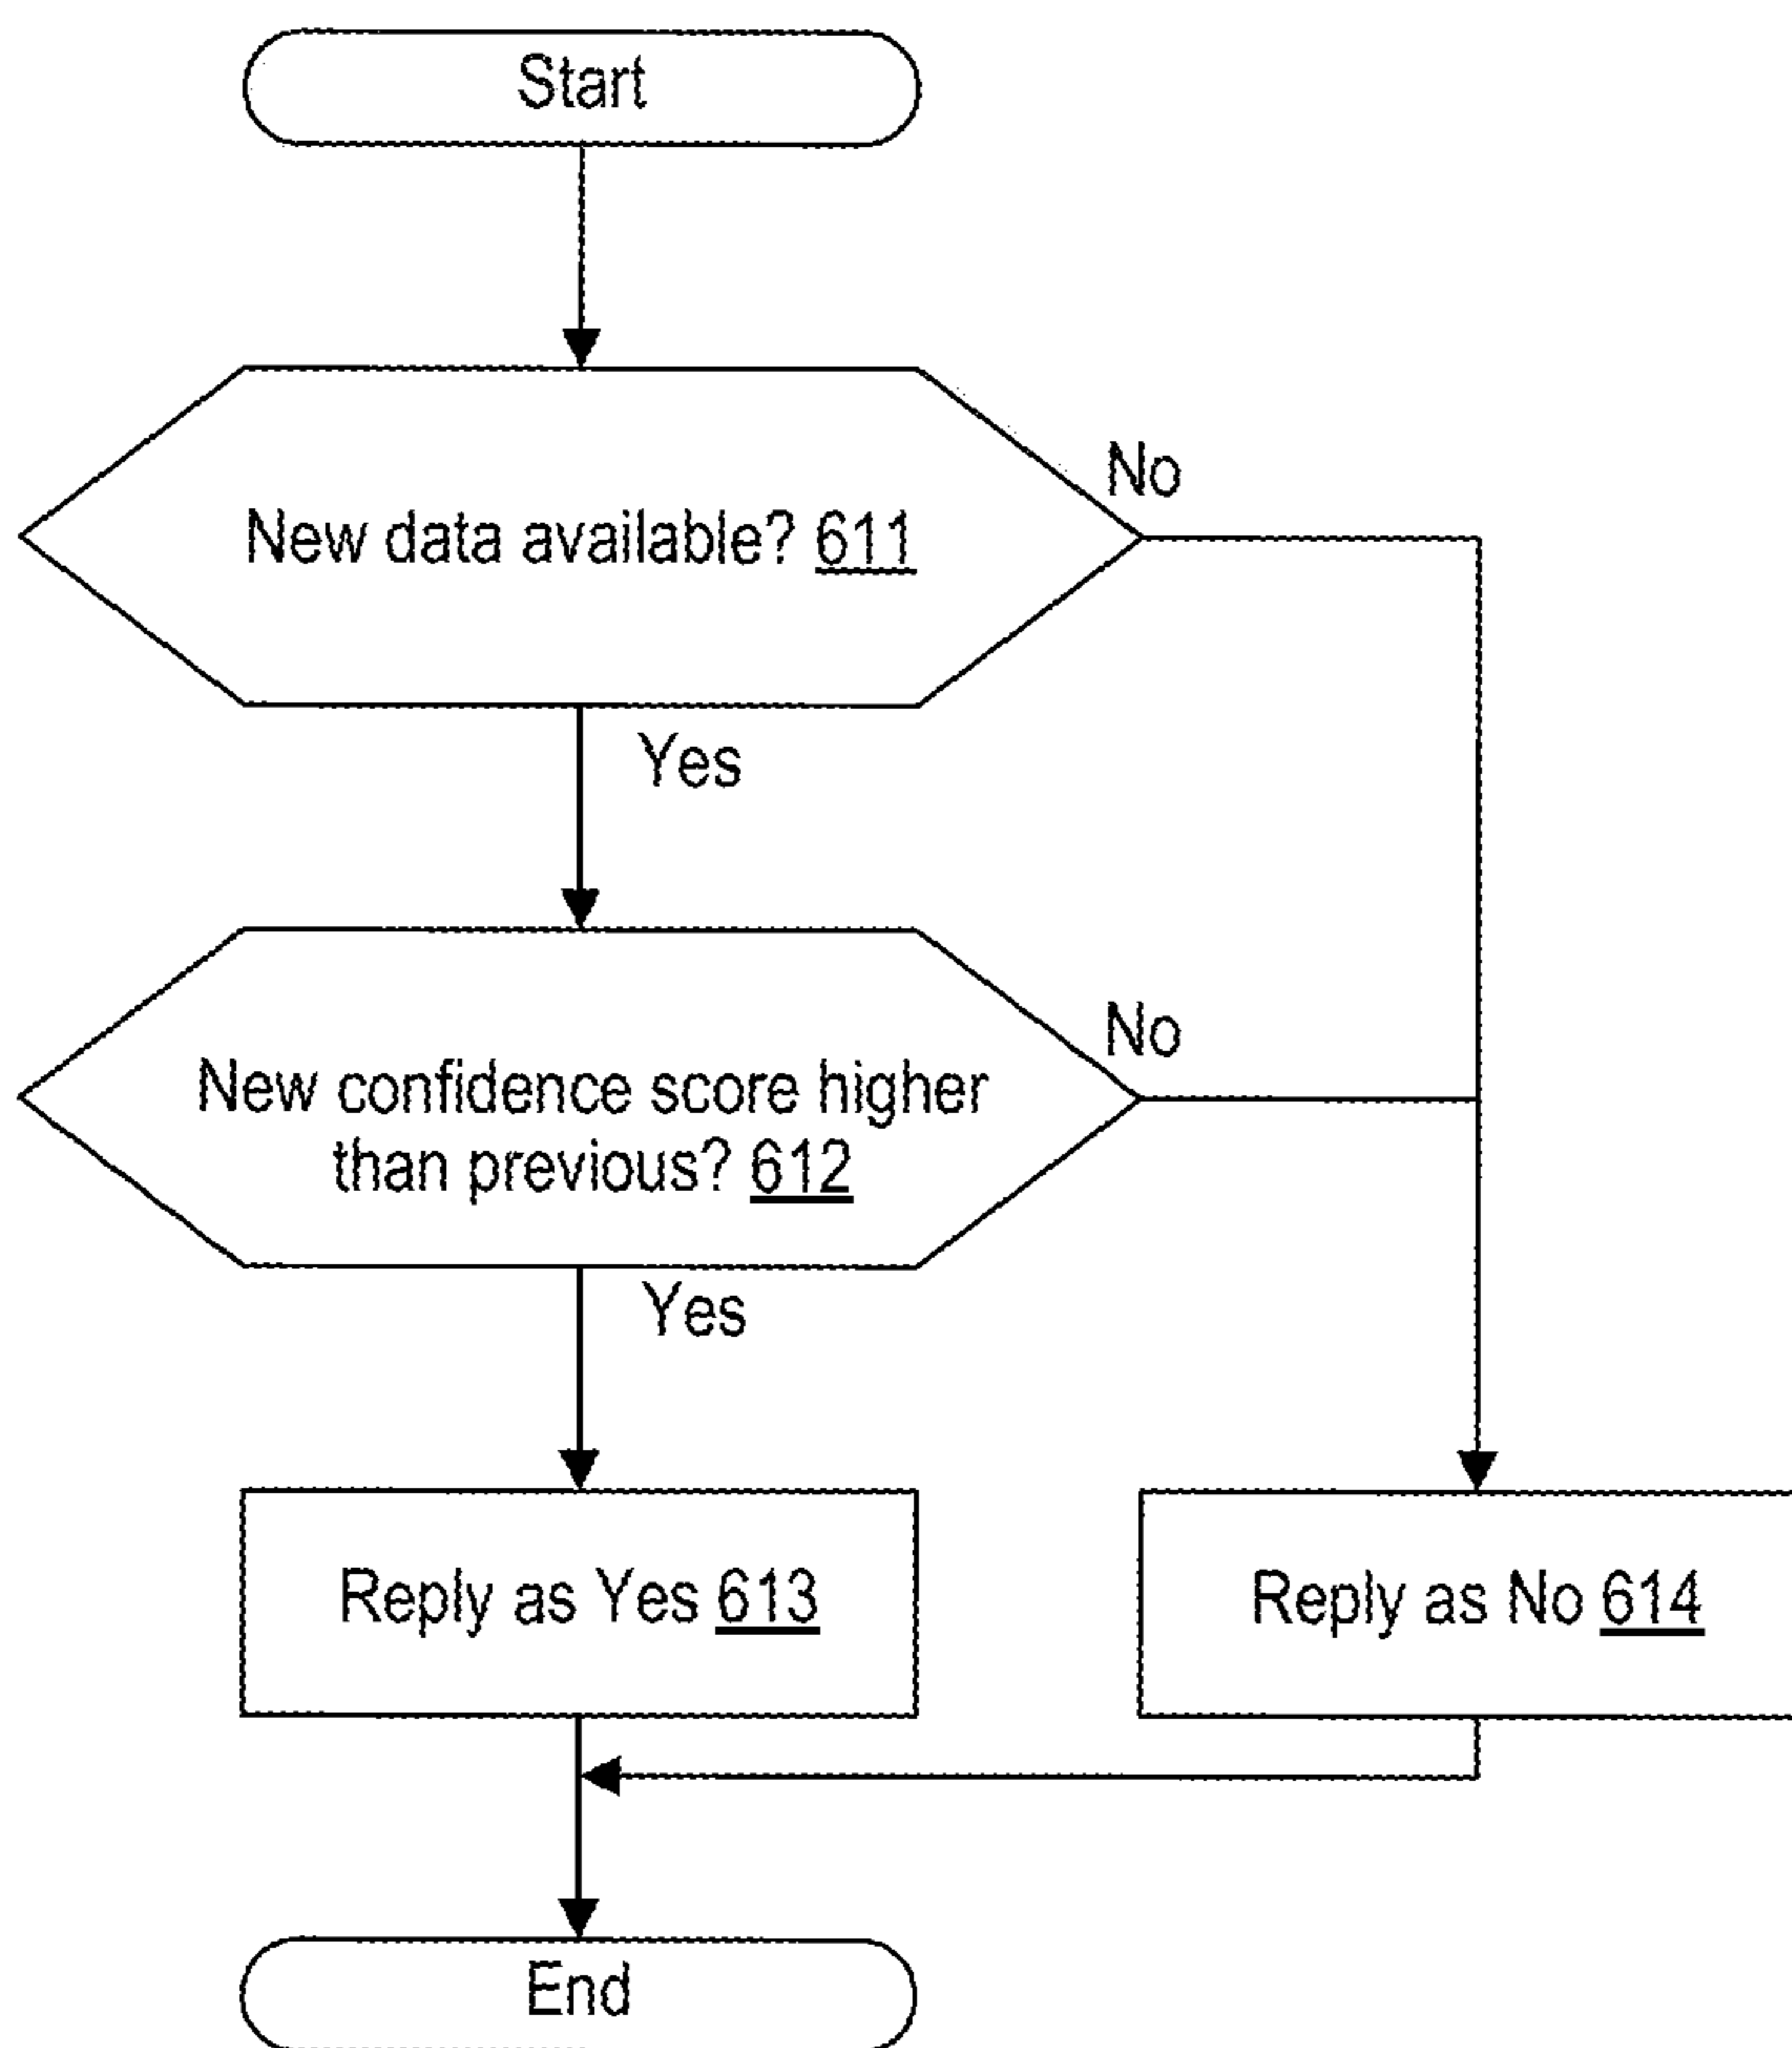 Start
New data available? 611
No
Yes
New confidence score higher
than previous? 612
No
Yes
Reply as Yes 613
Reply as No 614
End